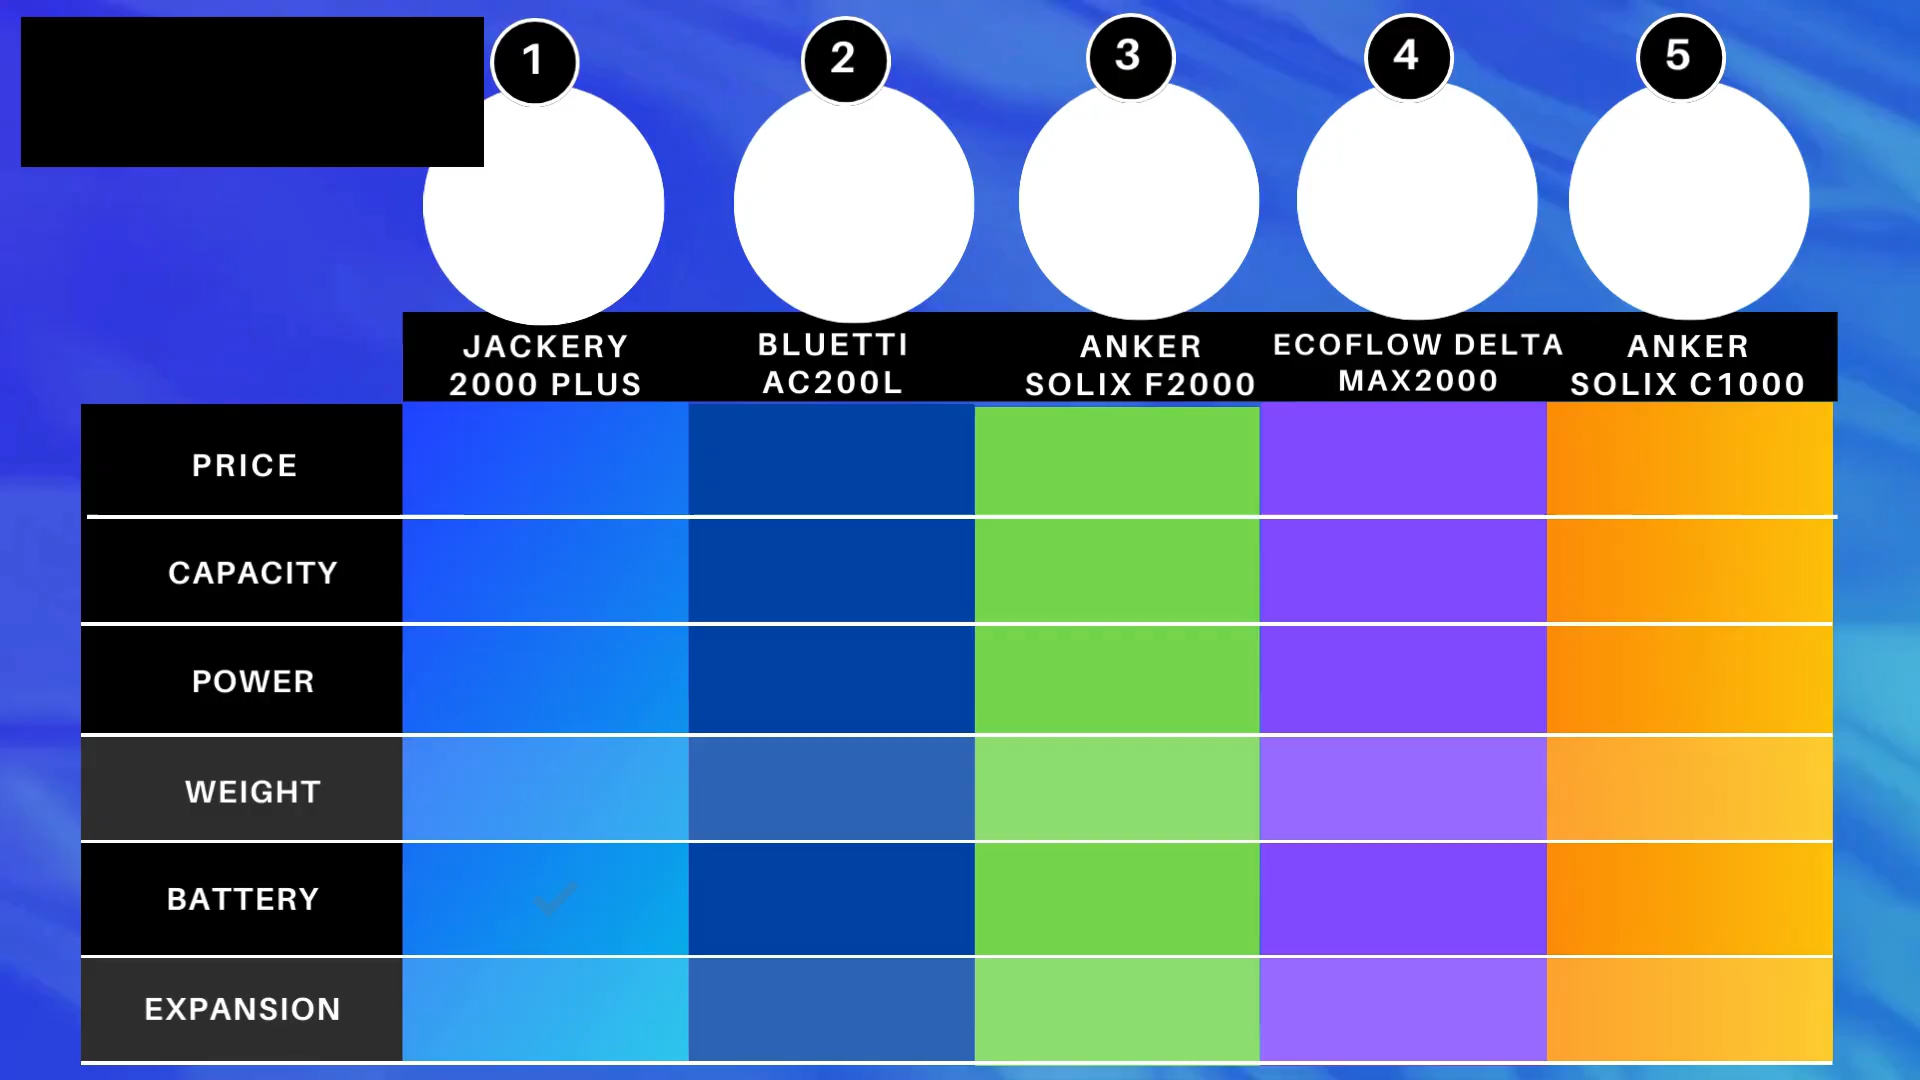 1
2
3
4
5
JACKERY
2000 PLUS
BLUETTI
AC200L
ANKER
SOLIX F2000
ECOFLOW DELTA
MAX2000
ANKER
SOLIX C1000
PRICE
CAPACITY
POWER
WEIGHT
BATTERY
EXPANSION